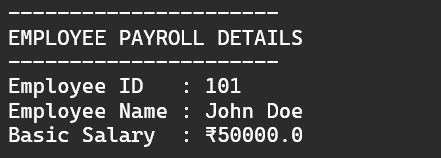 ----------------------
EMPLOYEE PAYROLL DETAILS
----------------------
Employee ID   : 101
Employee Name : John Doe
Basic Salary  : ₹50000.0